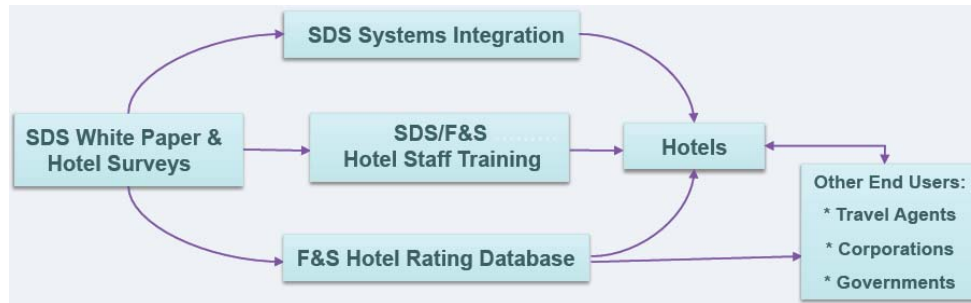 SDS Systems Integration
SDS White Paper &
Hotel Surveys
SDS/F&S
Hotel Staff Training
Hotels
F&S Hotel Rating Database
Other End Users:
* Travel Agents
* Corporations
* Governments